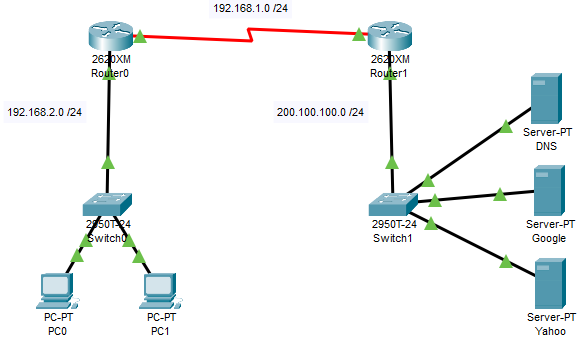 192.168.1.0 /24
2620XM
Router0
2620XM
Router1
192.168.2.0 /24
200.100.100.0 /24
Server-PT
DNS
2950T-24
Switch0
2950T-24
Switch1
Server-PT
Google
PC-PT
PC0
PC-PT
PC1
Server-PT
Yahoo